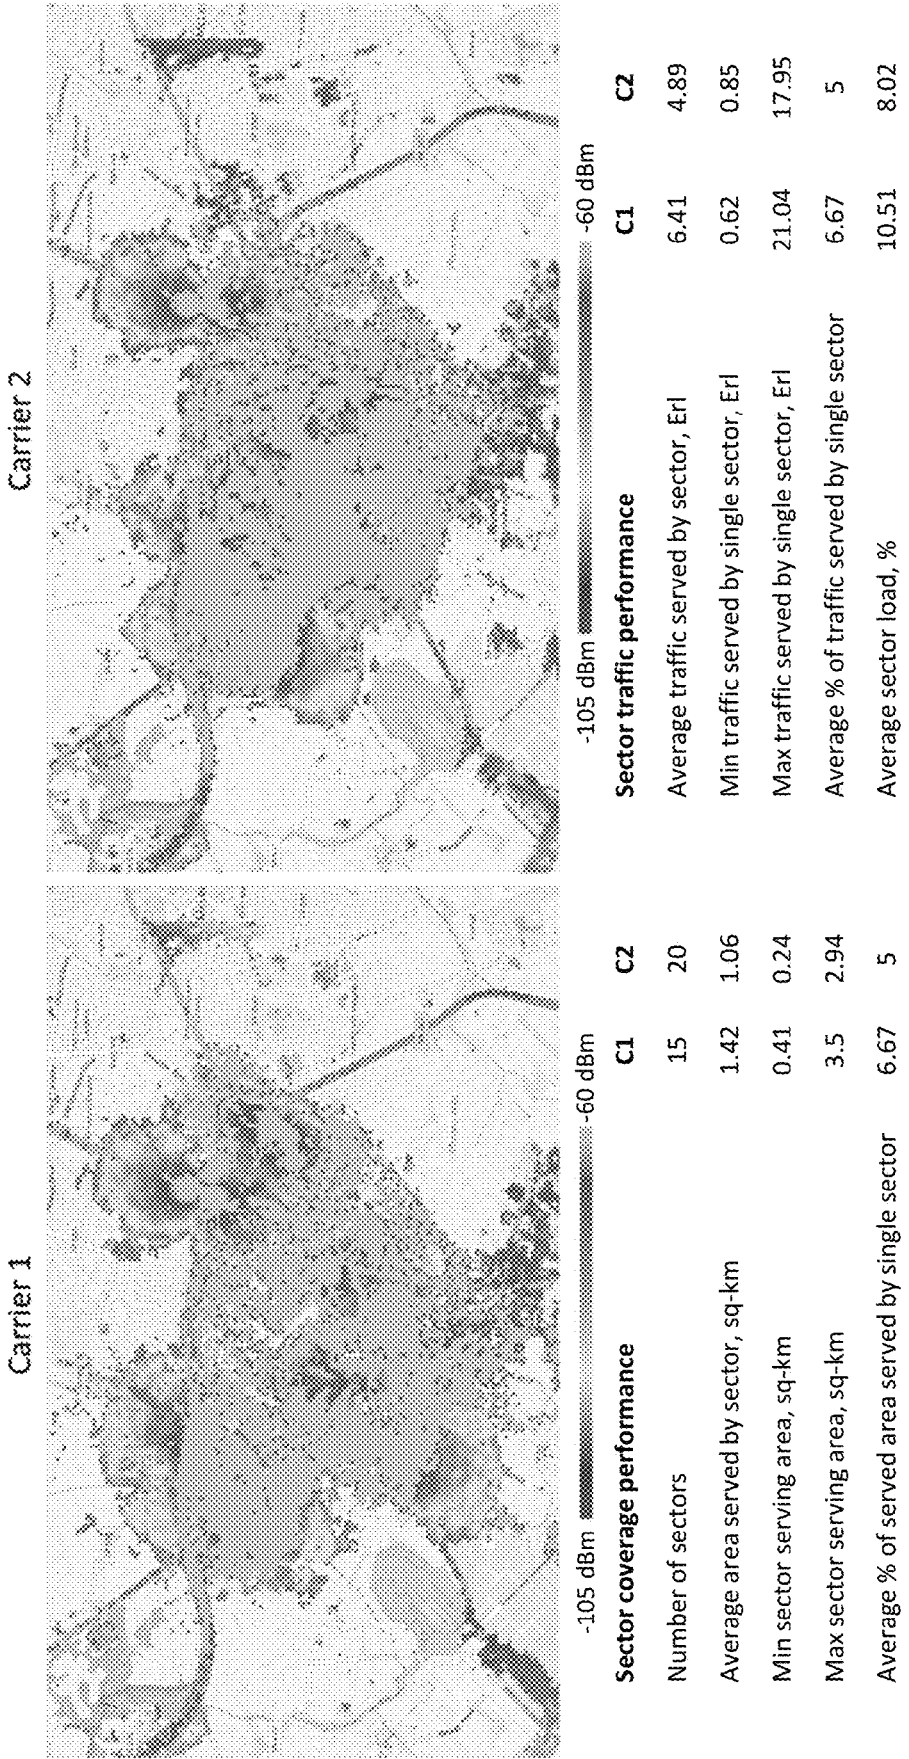 Carrier 1
Carrier 2
-105 dBm -60 dBm
-105 dBm -60 dBm
Sector coverage performance C1 C2
Number of sectors 15 20
Average area served by sector, sq-km 1.42 1.06
Min sector serving area, sq-km 0.41 0.24
Max sector serving area, sq-km 3.5 2.94
Average % of served area served by single sector 6.67 5
Sector traffic performance C1 C2
Average traffic served by sector, Erl 6.41 4.89
Min traffic served by single sector, Erl 0.62 0.85
Max traffic served by single sector, Erl 21.04 17.95
Average % of traffic served by single sector 6.67 5
Average sector load, % 10.51 8.02